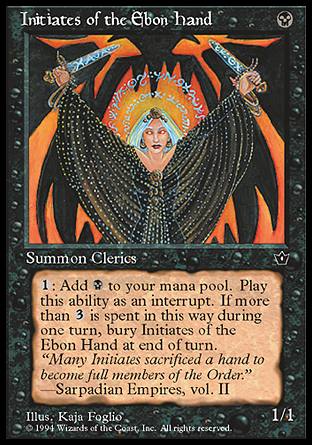 Initiates of the Ebon Hand
Summon Clerics
1: Add B to your mana pool. Play
this ability as an interrupt. If more
than 3 is spent in this way during
one turn, bury Initiates of the
Ebon Hand at end of turn.
"Many Initiates sacrificed a hand to
become full members of the Order."
—Sarpadian Empires, vol. II
Illus. Kaja Foglio
1/1
© 1994 Wizards of the Coast, Inc. All rights reserved.